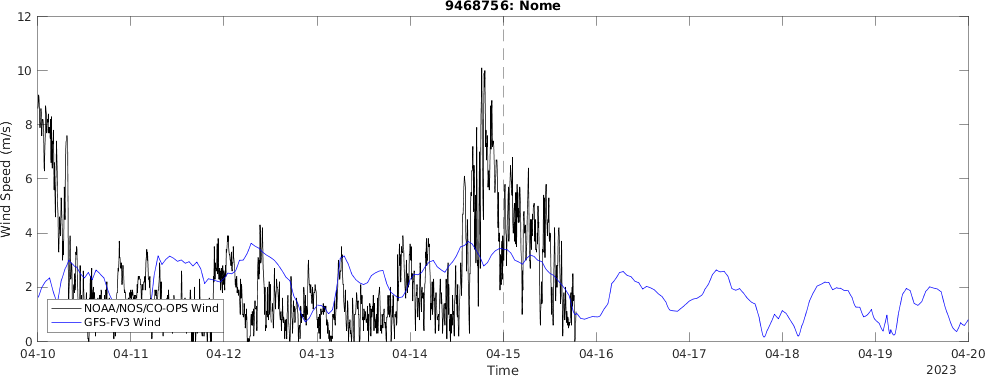 9468756: Nome
12
10
8
6
4
2
0
Wind Speed (m/s)
NOAA/NOS/CO-OPS Wind
GFS-FV3 Wind
04-10 04-11 04-12 04-13 04-14 04-15 04-16 04-17 04-18 04-19 04-20
Time
2023